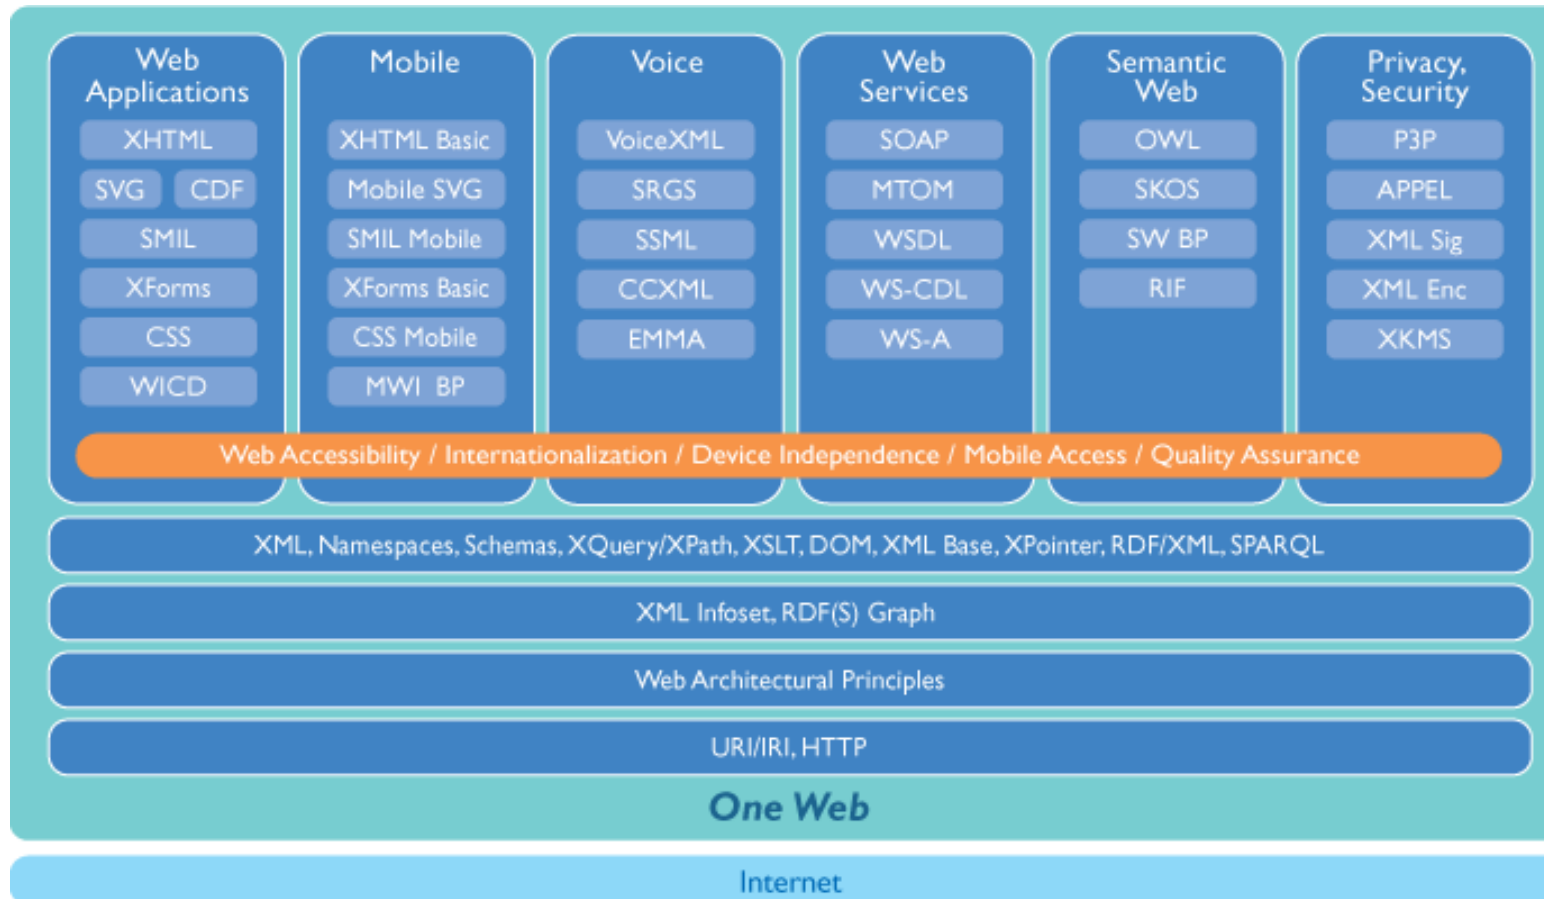 Web
Applications
XHTML
SVG
CDF
SMIL
XForms
CSS
WICD
Mobile
XHTML Basic
Mobile SVG
SMIL Mobile
XForms Basic
CSS Mobile
MWI BP
Voice
VoiceXML
SRGS
SSML
CCXML
EMMA
Web
Services
SOAP
MTOM
WSDL
WS-CDL
WS-A
Semantic
Web
OWL
SKOS
SW BP
RIF
Privacy,
Security
P3P
APPEL
XML Sig
XML Enc
XKMS
Web Accessibility / Internationalization / Device Independence / Mobile Access / Quality Assurance
XML, Namespaces, Schemas, XQuery/XPath, XSLT, DOM, XML Base, XPointer, RDF/XML, SPARQL
XML Infoset, RDF(S) Graph
Web Architectural Principles
URI/IRI, HTTP
One Web
Internet